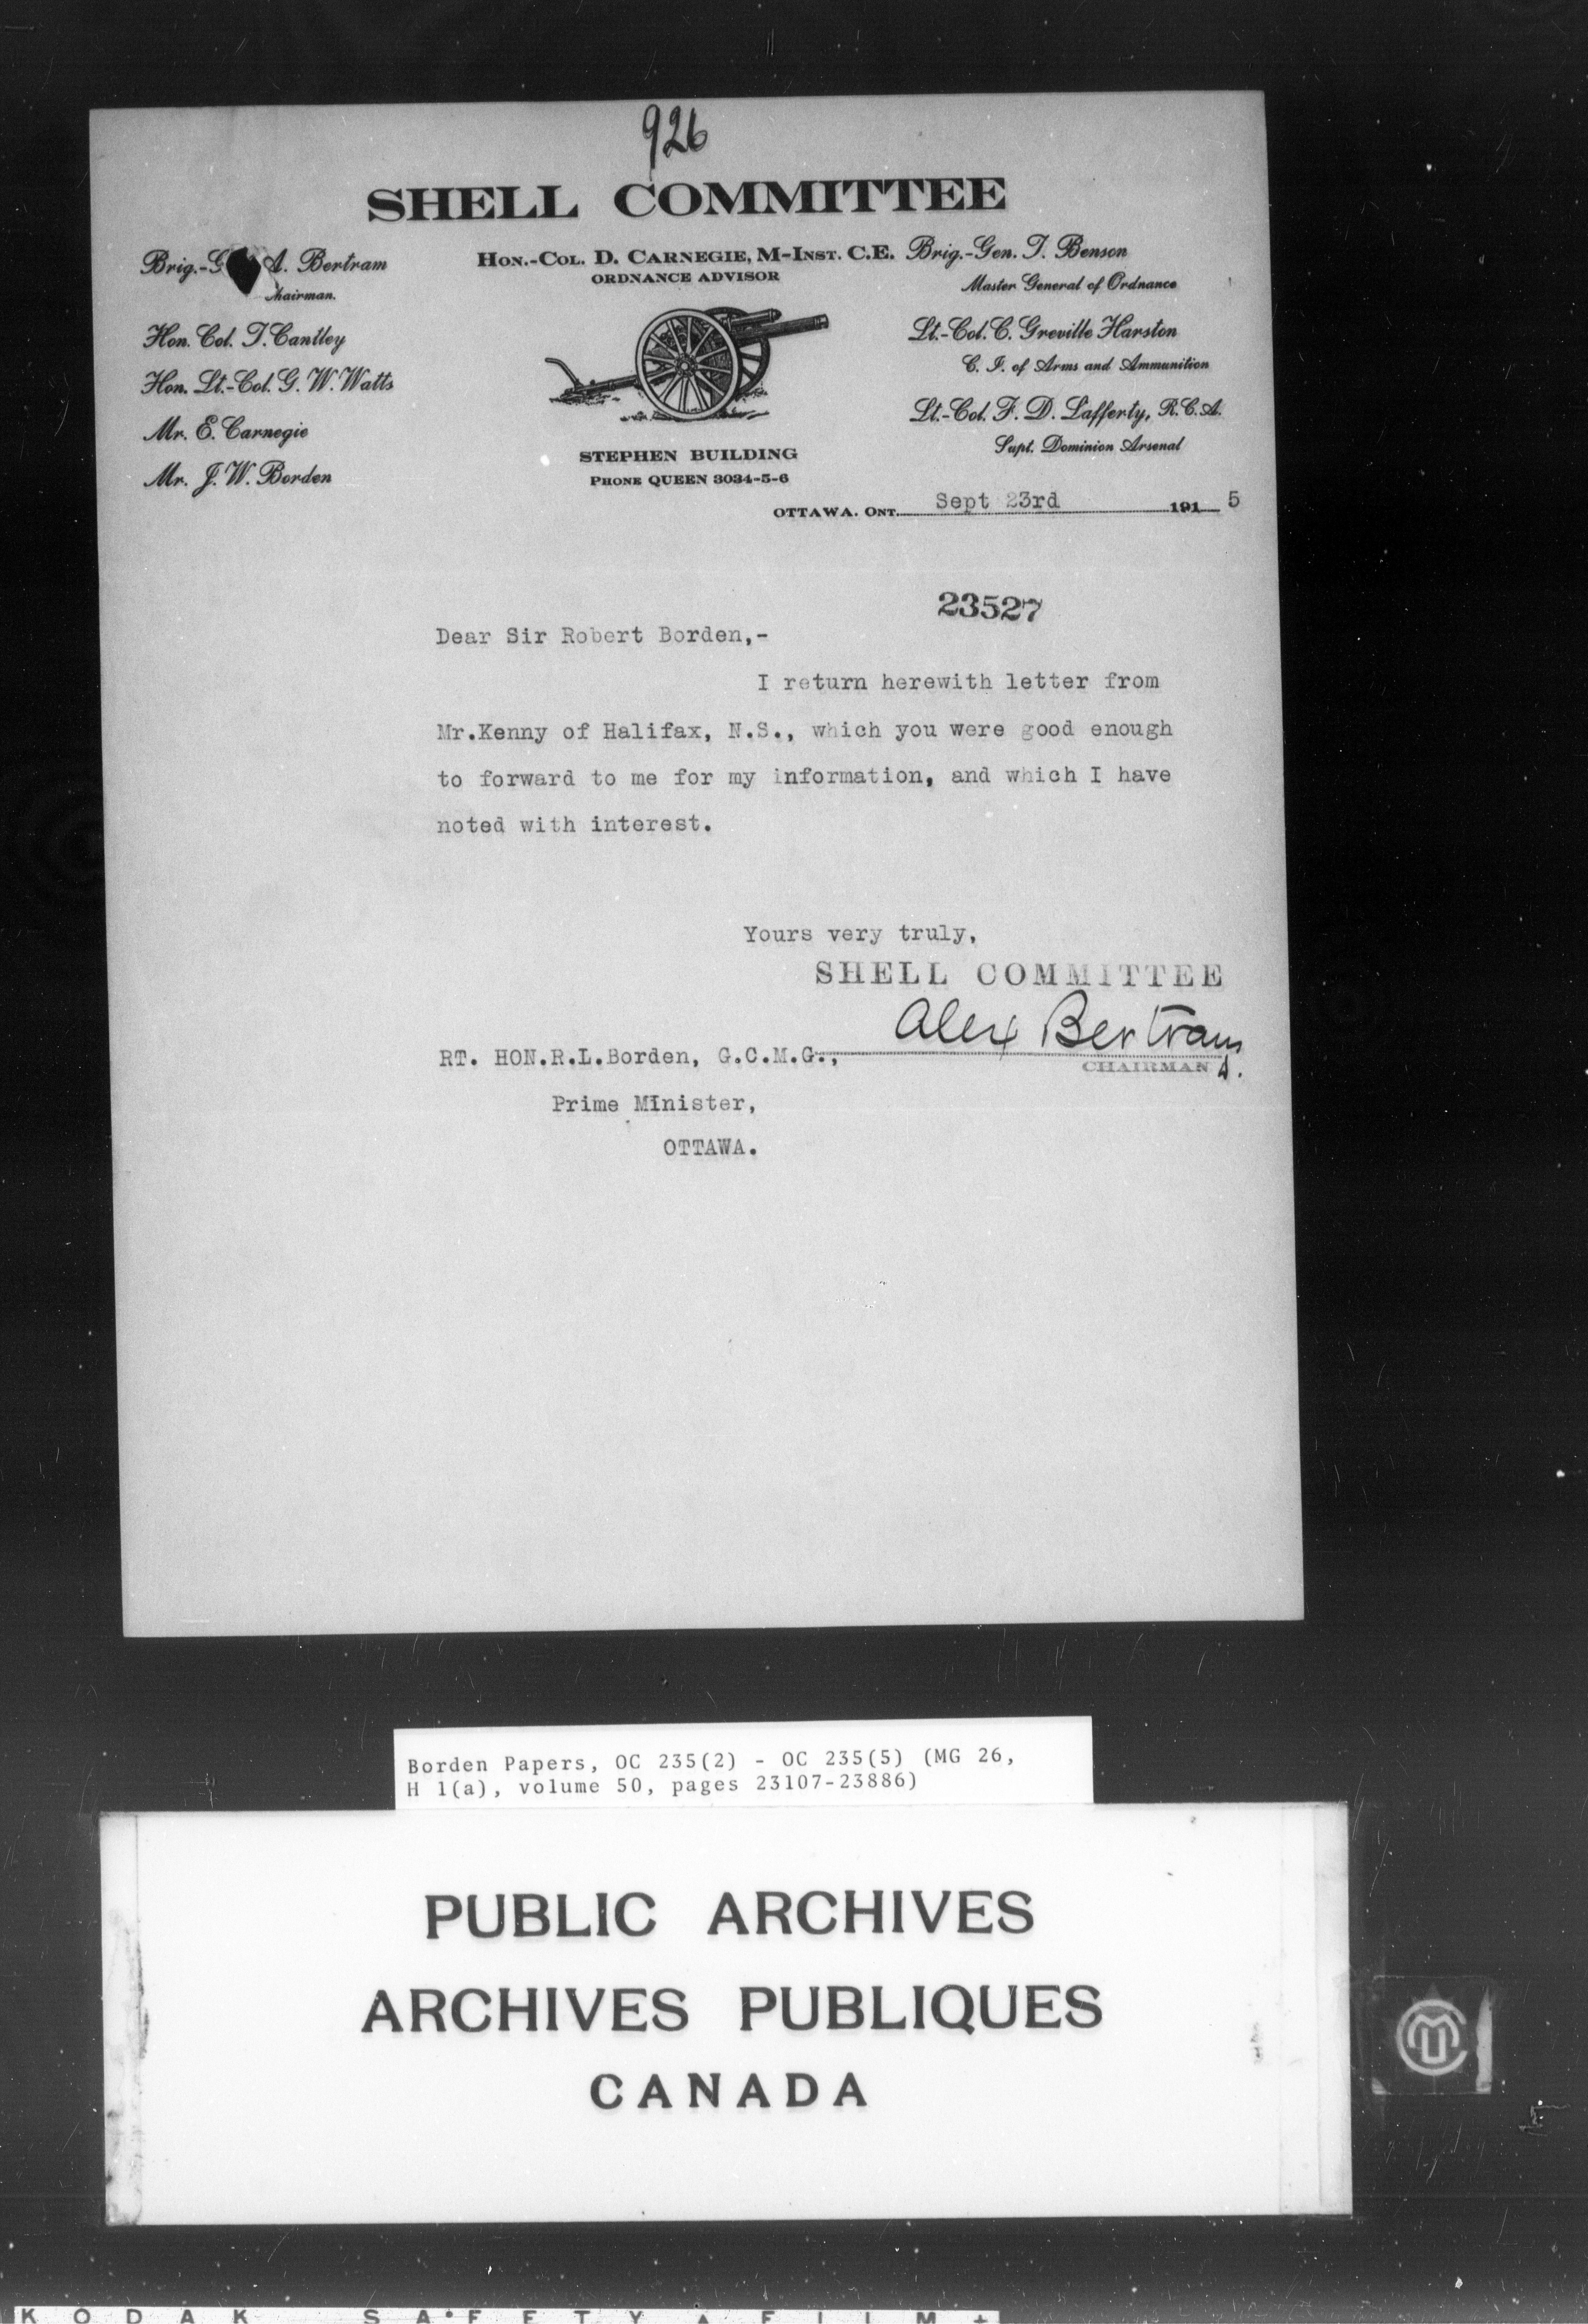 926
SHELL COMMITTEE
Brig.-G A. Bertram
Chairman.
Hon. Col. T. Cantley
Hon. Lt.-Col. G. W. Watts
Mr. E. Carnegie
Mr. J. W. Borden
HON.-COL. D. CARNEGIE, M-INST. C.E.
ORDNANCE ADVISOR
STEPHEN BUILDING
PHONE QUEEN 3034-5-6
Brig.-Gen. T. Benson
Master General of Ordnance
Lt.-Col. C. Greville Harston
C. I. of Arms and Ammunition
Lt.-Col. F. D. Lafferty, R.C.A.
Supt. Dominion Arsenal
OTTAWA. ONT. Sept 23rd 191 5
23527
Dear Sir Robert Borden,-
I return herewith letter from
Mr.Kenny of Halifax, N.S., which you were good enough
to forward to me for my information, and which I have
noted with interest.
Yours very truly,
SHELL COMMITTEE
Alex Bertram
CHAIRMAN
RT. HON.R.L.Borden, G.C.M.G.,
Prime MInister,
OTTAWA.
Borden Papers, OC 235(2) - OC 235(5) (MG 26,
H 1(a), volume 50, pages 23107-23886)
PUBLIC ARCHIVES
ARCHIVES PUBLIQUES
CANADA
KODAK SAFETY FILM